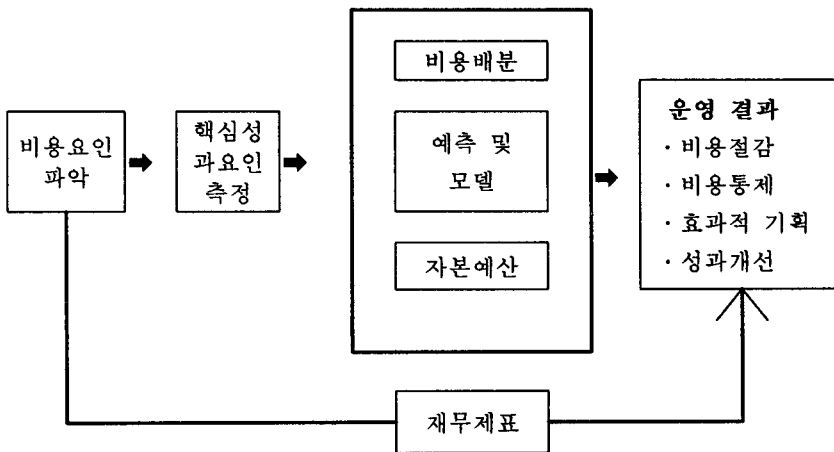 비용요인
파악
핵심성
과요인
측정
비용배분
예측 및
모델
자본예산
운영 결과
· 비용절감
· 비용통제
· 효과적 기획
· 성과개선
재무제표